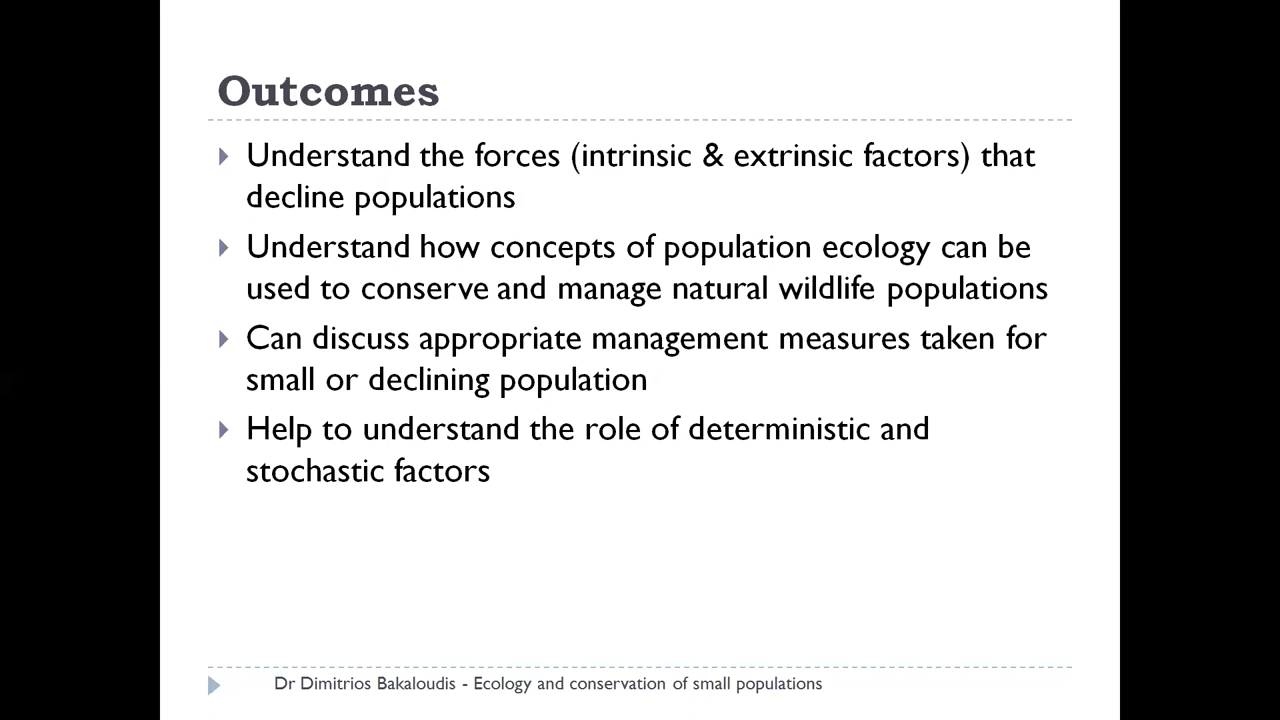 Outcomes
Understand the forces (intrinsic & extrinsic factors) that
decline populations
Understand how concepts of population ecology can be
used to conserve and manage natural wildlife populations
Can discuss appropriate management measures taken for
small or declining population
Help to understand the role of deterministic and
stochastic factors
Dr Dimitrios Bakaloudis - Ecology and conservation of small populations